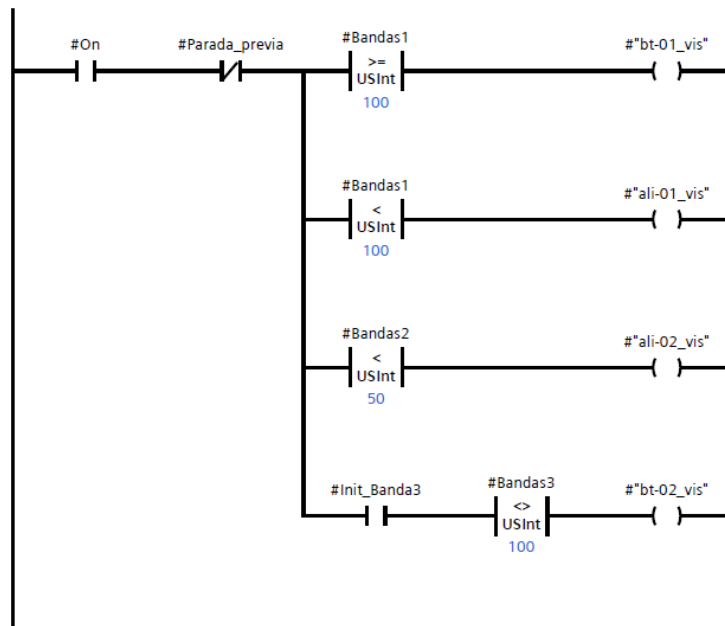 #Bandas1
#On
#Parada_previa
>=
USInt
100
#"bt-01_vis"
#Bandas1
<
USInt
100
#"ali-01_vis"
#Bandas2
<
USInt
50
#"ali-02_vis"
#Init_Banda3
#Bandas3
<>
USInt
100
#"bt-02_vis"